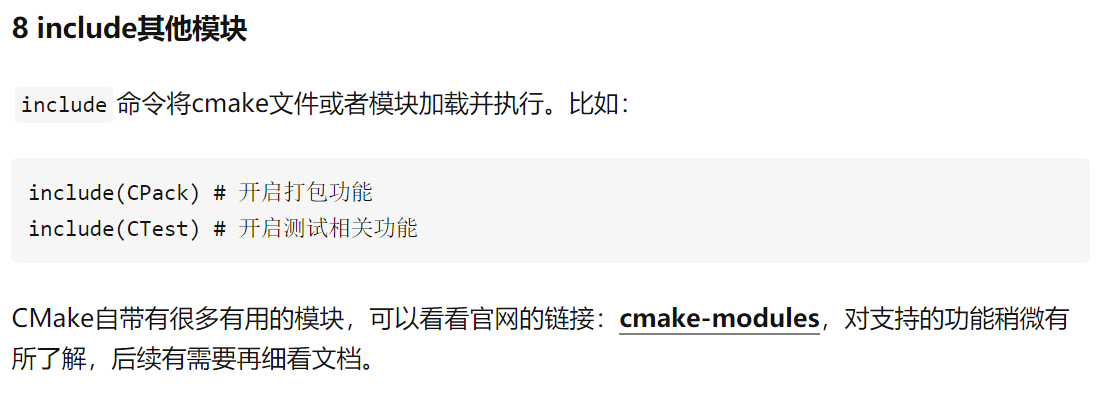 8 include其他模块
include 命令将cmake文件或者模块加载并执行。比如：
include(CPack) # 开启打包功能
include(CTest) # 开启测试相关功能
CMake自带有很多有用的模块，可以看看官网的链接：cmake-modules，对支持的功能稍微有
所了解，后续有需要再细看文档。